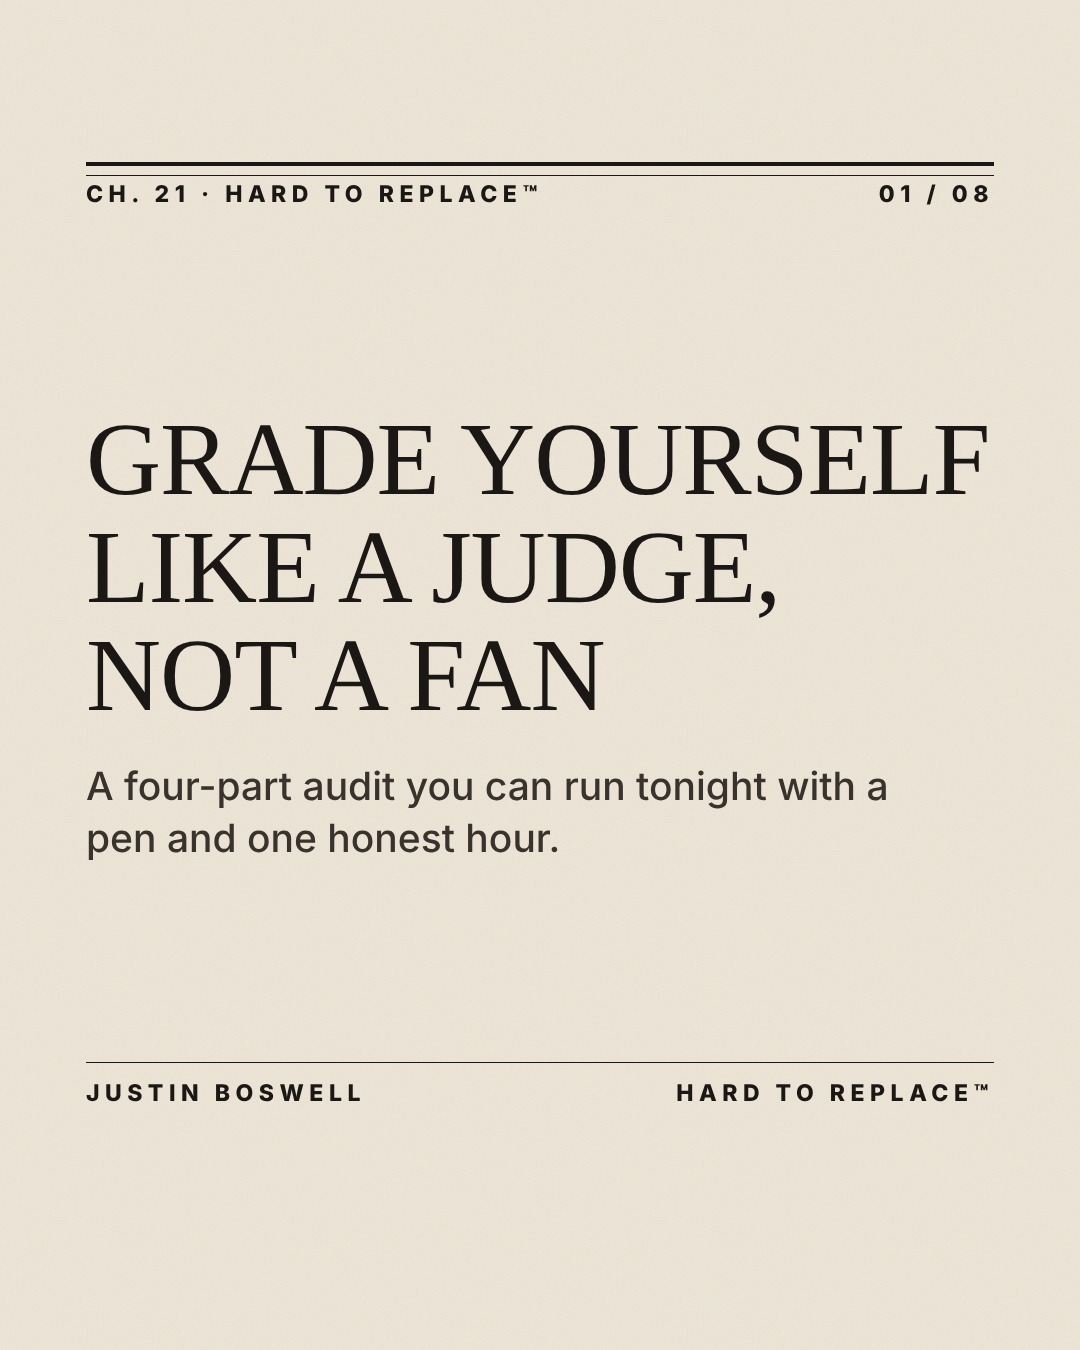 CH. 21 · HARD TO REPLACE™ 01 / 08
GRADE YOURSELF
LIKE A JUDGE,
NOT A FAN
A four-part audit you can run tonight with a
pen and one honest hour.
JUSTIN BOSWELL HARD TO REPLACE™